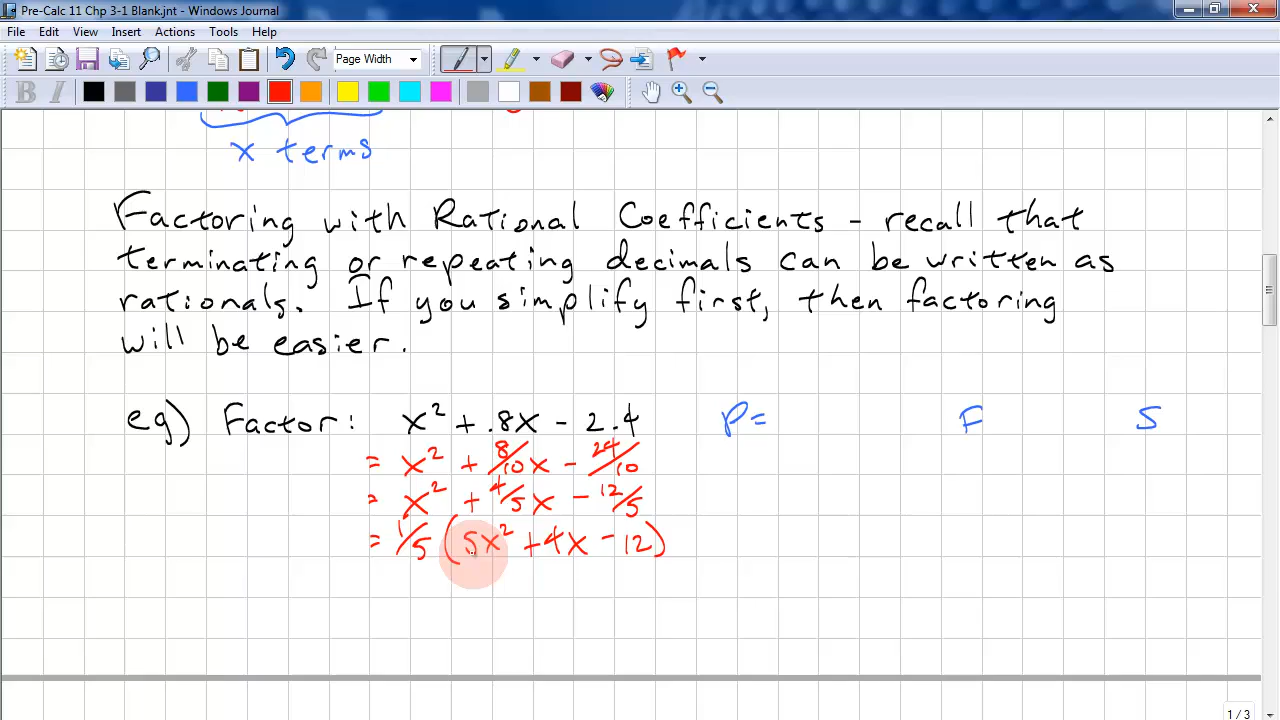 Pre-Calc 11 Chp 3-1 Blank.jnt - Windows Journal
File Edit View Insert Actions Tools Help
Page Width
B I
x terms
Factoring with Rational Coefficients - recall that
terminating or repeating decimals can be written as
rationals. If you simplify first, then factoring
will be easier.
eg) Factor: x² + .8x - 2.4 P= F S
= x² + 8/10x - 24/10
= x² + 4/5x - 12/5
= 1/5 (5x² + 4x - 12)
1 / 3